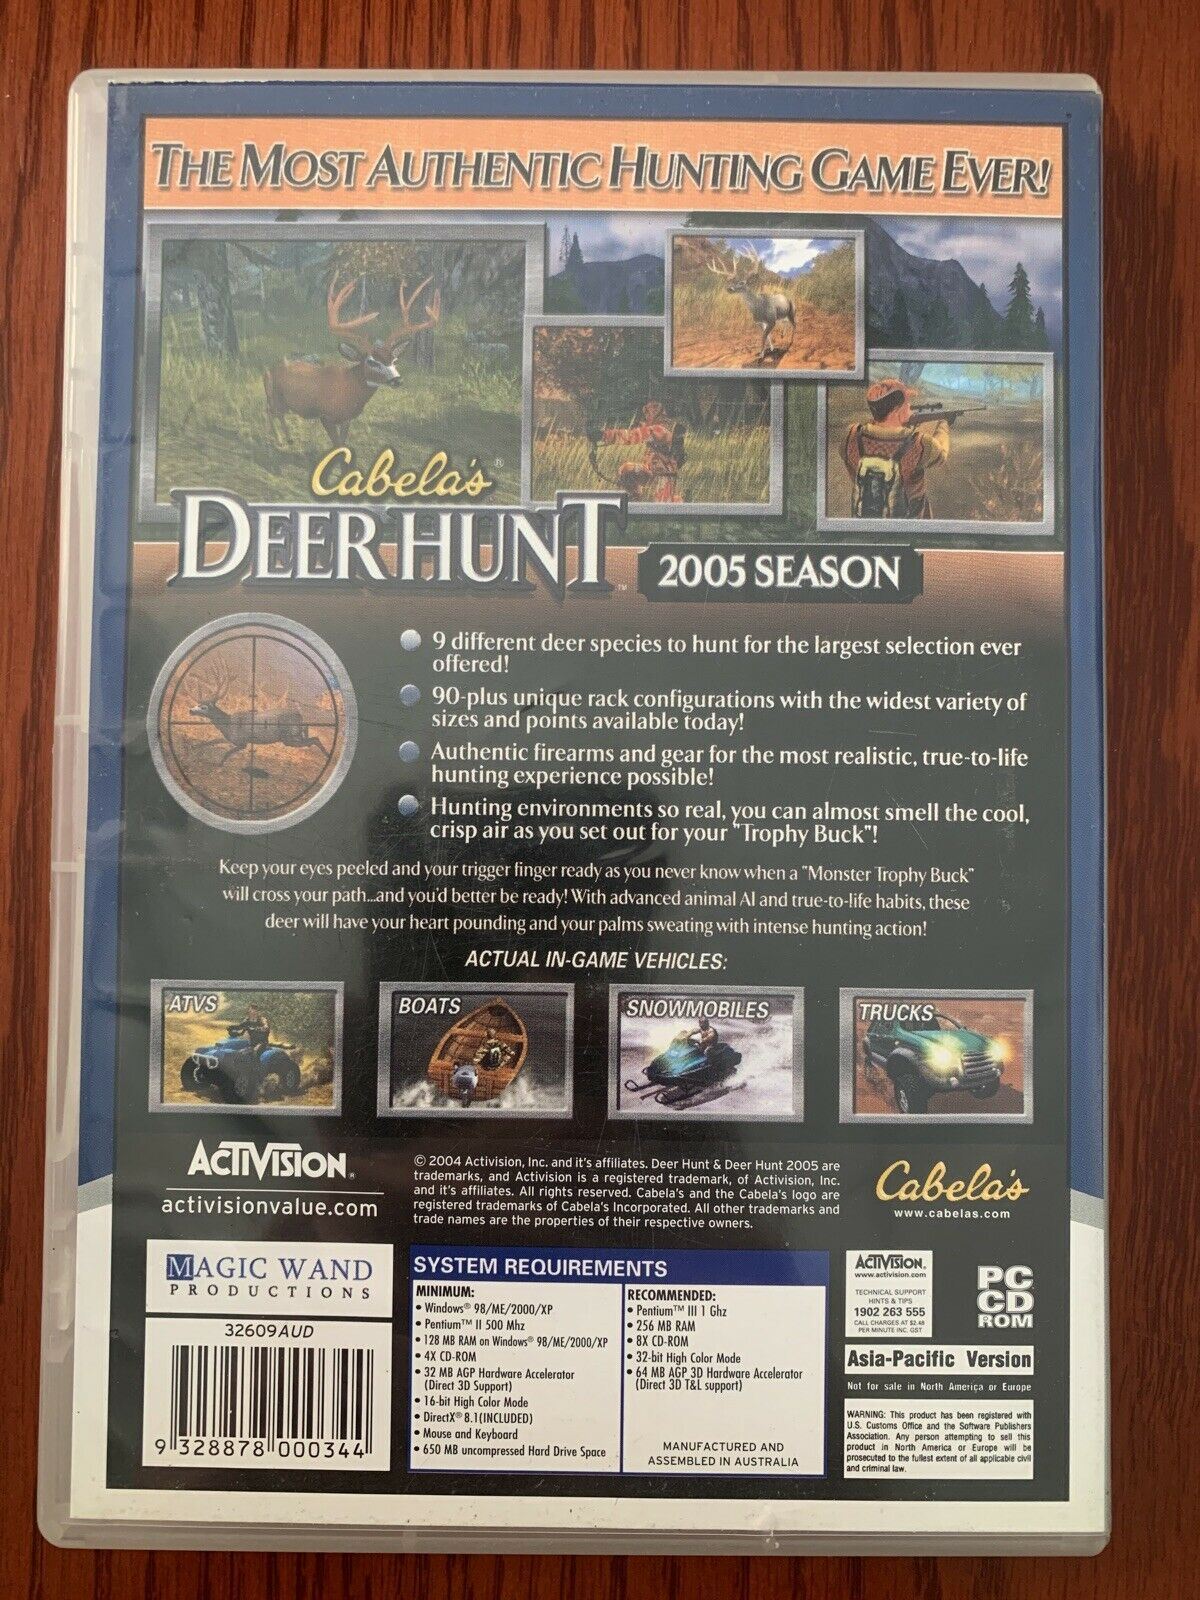 THE MOST AUTHENTIC HUNTING GAME EVER!
Cabela's®
DEER HUNT™
2005 SEASON
9 different deer species to hunt for the largest selection ever
offered!
90-plus unique rack configurations with the widest variety of
sizes and points available today!
Authentic firearms and gear for the most realistic, true-to-life
hunting experience possible!
Hunting environments so real, you can almost smell the cool,
crisp air as you set out for your "Trophy Buck"!
Keep your eyes peeled and your trigger finger ready as you never know when a "Monster Trophy Buck"
will cross your path...and you'd better be ready! With advanced animal AI and true-to-life habits, these
deer will have your heart pounding and your palms sweating with intense hunting action!
ACTUAL IN-GAME VEHICLES:
ATVS
BOATS
SNOWMOBILES
TRUCKS
ACTIVISION®
activisionvalue.com
© 2004 Activision, Inc. and it's affiliates. Deer Hunt & Deer Hunt 2005 are
trademarks, and Activision is a registered trademark, of Activision, Inc.
and it's affiliates. All rights reserved. Cabela's and the Cabela's logo are
registered trademarks of Cabela's Incorporated. All other trademarks and
trade names are the properties of their respective owners.
Cabela's
www.cabelas.com
MAGIC WAND
PRODUCTIONS
32609AUD
9 328878 000344
SYSTEM REQUIREMENTS
MINIMUM:
• Windows® 98/ME/2000/XP
• Pentium™ II 500 Mhz
• 128 MB RAM on Windows® 98/ME/2000/XP
• 4X CD-ROM
• 32 MB AGP Hardware Accelerator
(Direct 3D Support)
• 16-bit High Color Mode
• DirectX® 8.1(INCLUDED)
• Mouse and Keyboard
• 650 MB uncompressed Hard Drive Space
RECOMMENDED:
• Pentium™ III 1 Ghz
• 256 MB RAM
• 8X CD-ROM
• 32-bit High Color Mode
• 64 MB AGP 3D Hardware Accelerator
(Direct 3D T&L support)
MANUFACTURED AND
ASSEMBLED IN AUSTRALIA
ACTIVISION.
www.activision.com
TECHNICAL SUPPORT
HINTS & TIPS
1902 263 555
CALL CHARGES AT $2.48
PER MINUTE INC. GST
PC
CD
ROM
Asia-Pacific Version
Not for sale in North America or Europe
WARNING: This product has been registered with
U.S. Customs Office and the Software Publishers
Association. Any person attempting to sell this
product in North America or Europe will be
prosecuted to the fullest extent of all applicable civil
and criminal law.